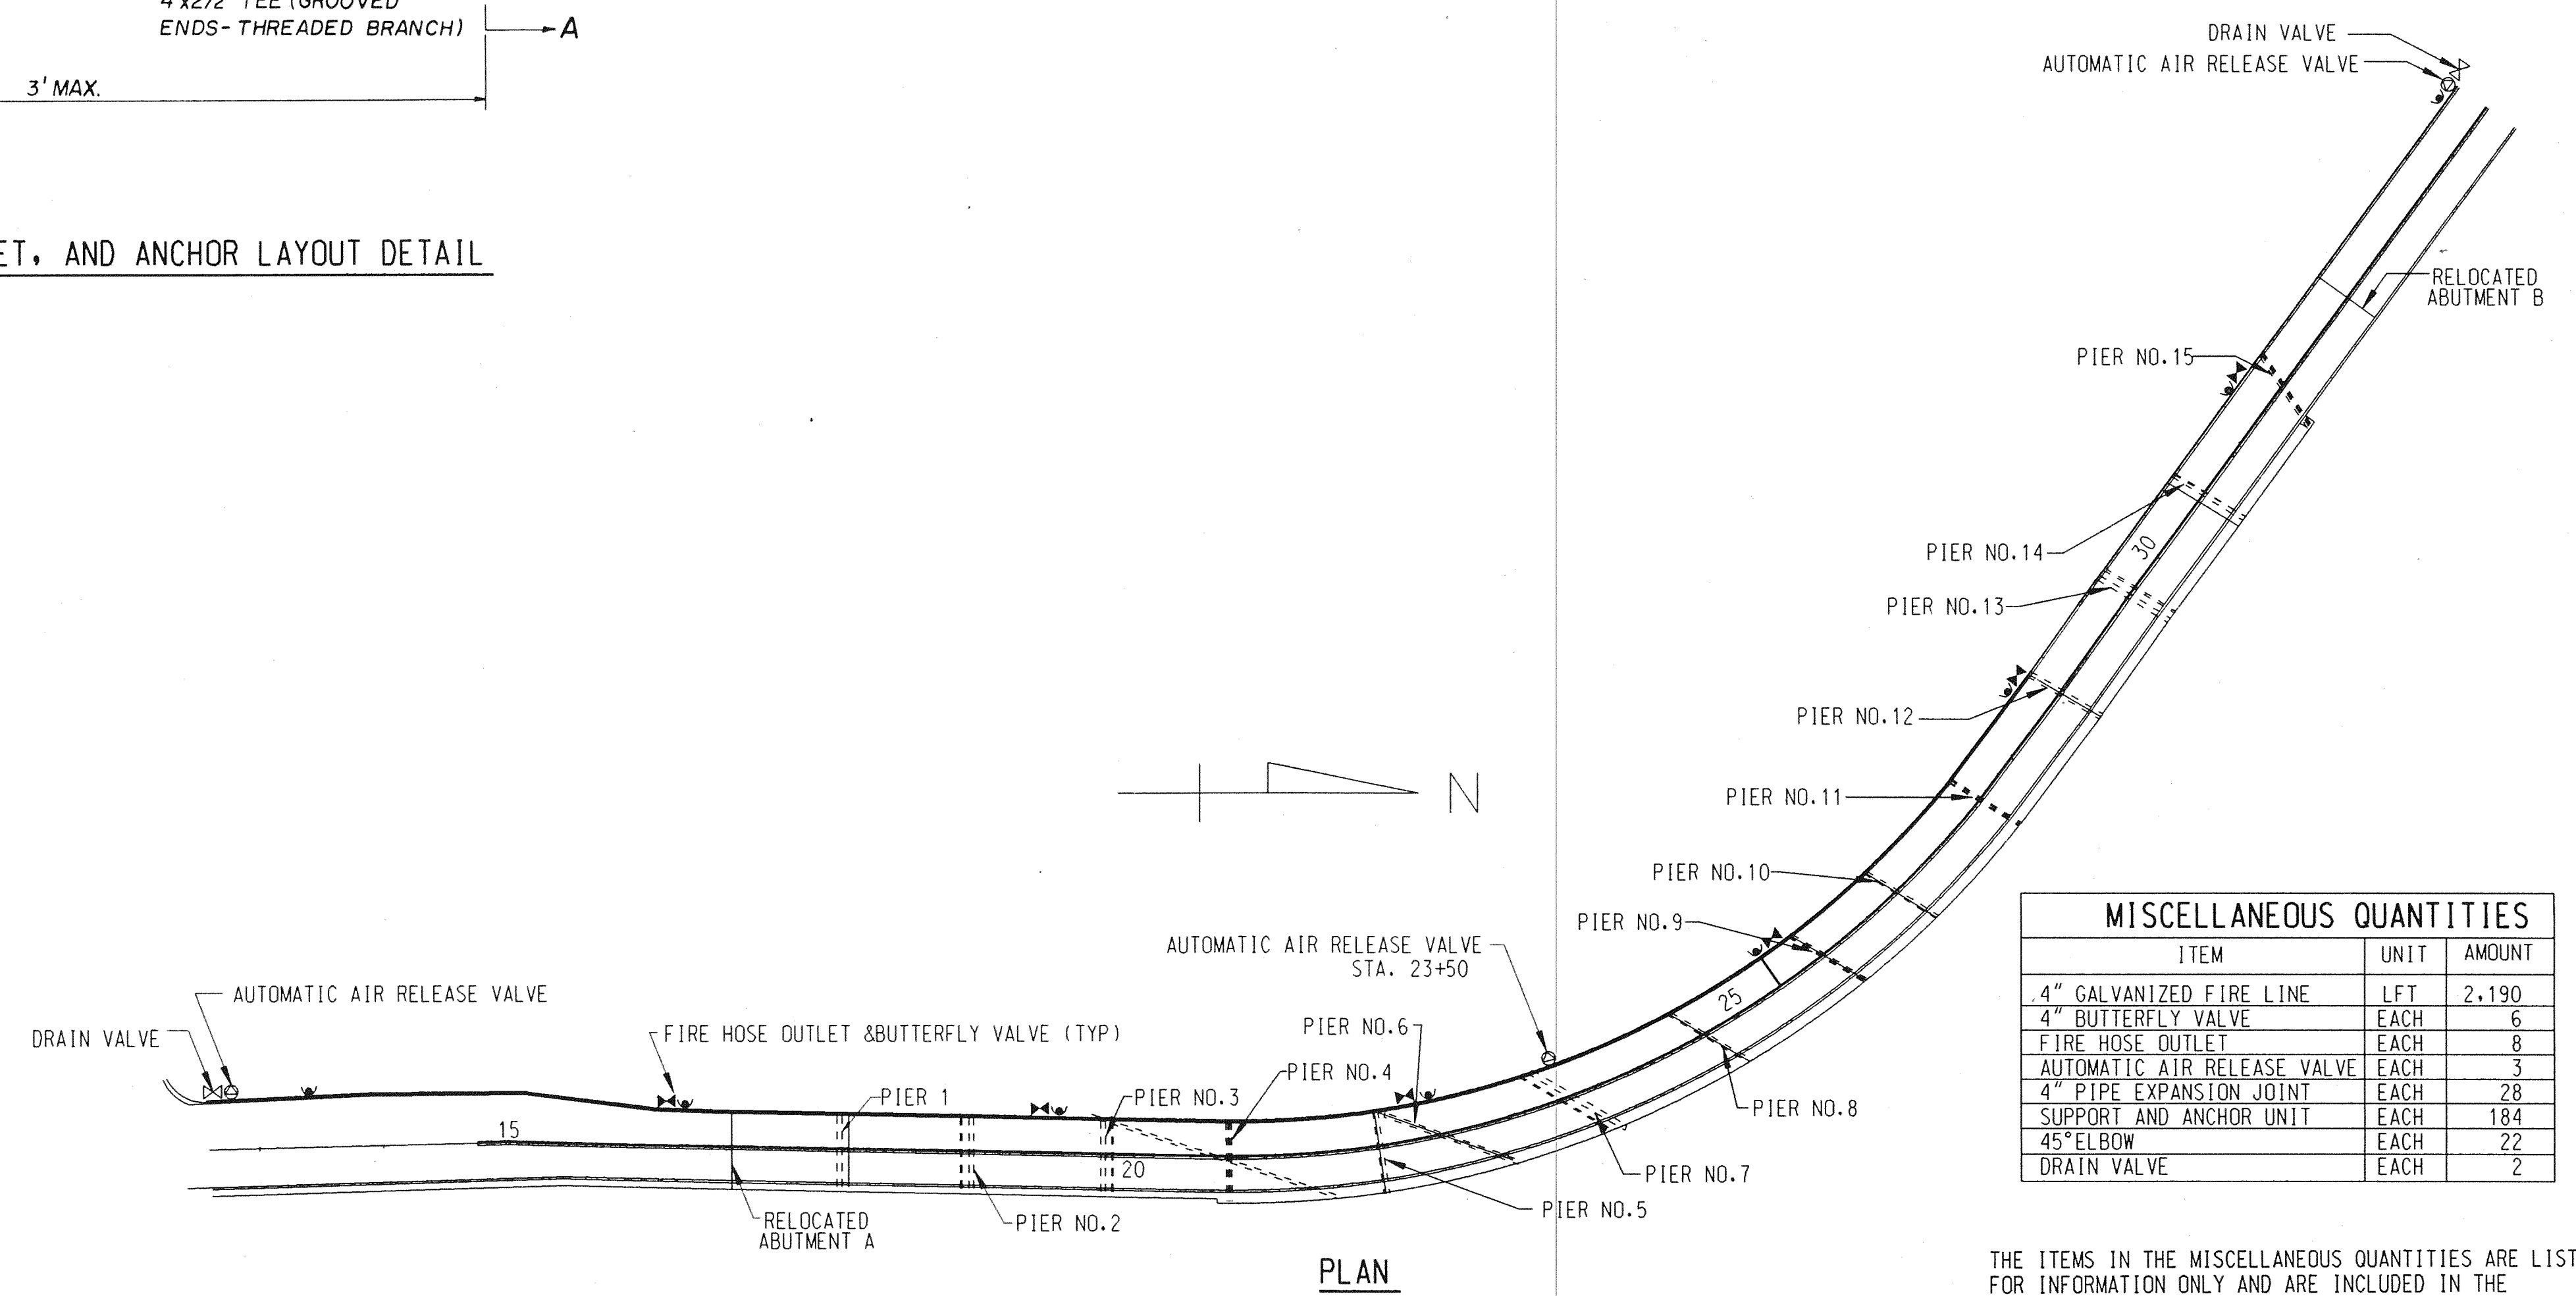 ENDS-THREADED BRANCH)
A
3' MAX.
AND ANCHOR LAYOUT DETAIL
DRAIN VALVE
AUTOMATIC AIR RELEASE VALVE
RELOCATED
ABUTMENT B
PIER NO.15
PIER NO.14
30
PIER NO.13
PIER NO.12
N
PIER NO.11
PIER NO.10
PIER NO.9
AUTOMATIC AIR RELEASE VALVE
STA. 23+50
25
AUTOMATIC AIR RELEASE VALVE
DRAIN VALVE
FIRE HOSE OUTLET &BUTTERFLY VALVE (TYP)
PIER NO.6
PIER NO.4
PIER 1
PIER NO.3
PIER NO.8
15
20
PIER NO.7
PIER NO.5
RELOCATED
ABUTMENT A
PIER NO.2
PLAN
MISCELLANEOUS QUANTITIES
ITEM UNIT AMOUNT
4" GALVANIZED FIRE LINE LFT 2,190
4" BUTTERFLY VALVE EACH 6
FIRE HOSE OUTLET EACH 8
AUTOMATIC AIR RELEASE VALVE EACH 3
4" PIPE EXPANSION JOINT EACH 28
SUPPORT AND ANCHOR UNIT EACH 184
45°ELBOW EACH 22
DRAIN VALVE EACH 2
THE ITEMS IN THE MISCELLANEOUS QUANTITIES ARE LIST
FOR INFORMATION ONLY AND ARE INCLUDED IN THE